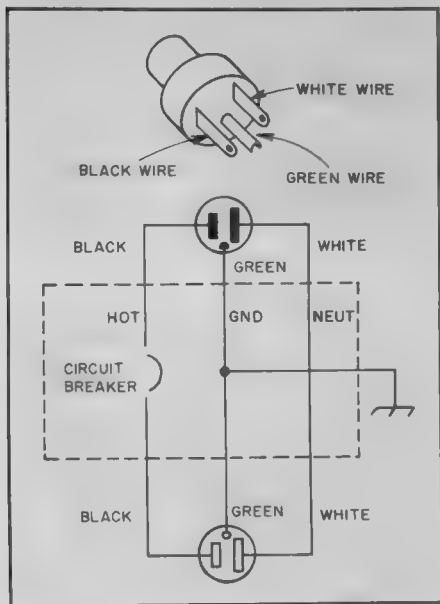 WHITE WIRE
BLACK WIRE
GREEN WIRE
BLACK
WHITE
GREEN
HOT
GND
NEUT
CIRCUIT
BREAKER
BLACK
GREEN
WHITE